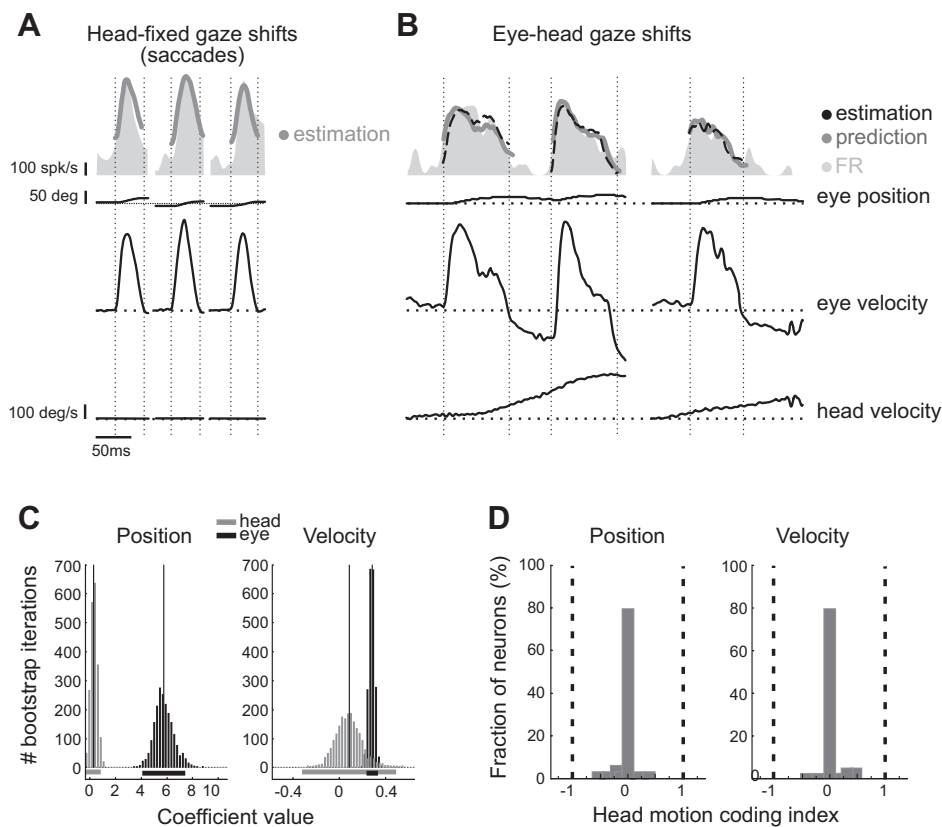 A
Head-fixed gaze shifts
(saccades)
estimation
100 spk/s
50 deg
100 deg/s
50ms
B
Eye-head gaze shifts
estimation
prediction
FR
eye position
eye velocity
head velocity
C
head
eye
Position
Velocity
# bootstrap iterations
700
600
500
400
300
200
100
0
0 2 4 6 8 10
700
600
500
400
300
200
100
0
-0.4 0 0.4
Coefficient value
D
Position
Velocity
Fraction of neurons (%)
100
80
60
40
20
0
-1 0 1
100
80
60
40
20
0
-1 0 1
Head motion coding index